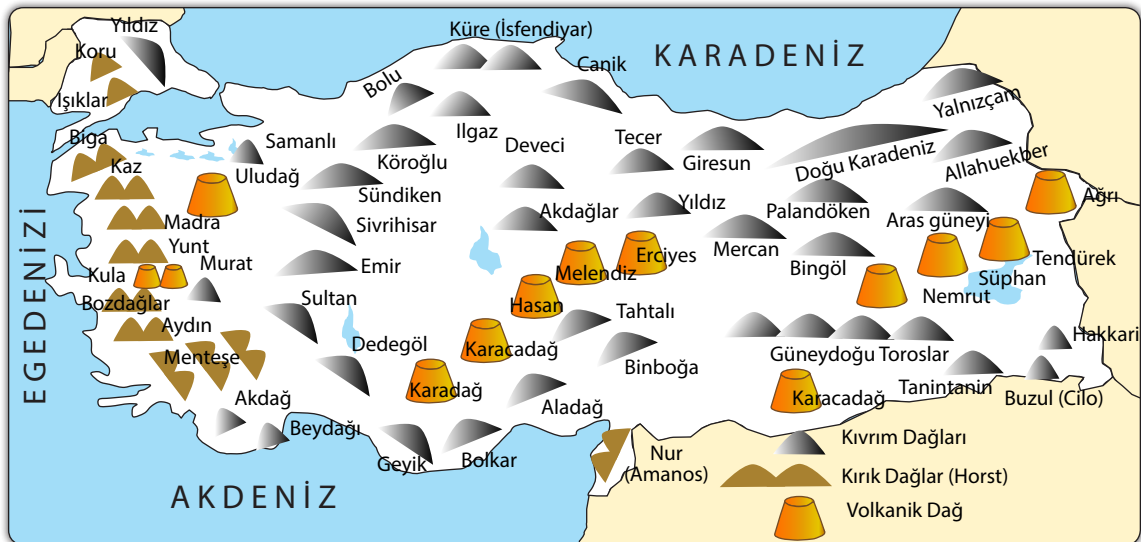 Yıldız
Koru
Işıklar
Küre (İsfendiyar)
KARADENİZ
Canik
Bolu
Yalnızçam
Biga
Samanlı
Ilgaz
Tecer
Kaz
Uludağ
Köroğlu
Deveci
Giresun
Doğu Karadeniz
Allahuekber
Sündiken
Madra
Sivrihisar
Akdağlar
Yıldız
Palandöken
Aras güneyi
Ağrı
Yunt
Mercan
Erciyes
Tendürek
Kula
Murat
Emir
Melendiz
Bingöl
Süphan
Bozdağlar
Sultan
Hasan
Nemrut
Aydın
Tahtalı
Hakkari
Menteşe
Dedegöl
Karacadağ
Binboğa
Güneydoğu Toroslar
Karadağ
Tanintanin
Buzul (Cilo)
Akdağ
Aladağ
Karacadağ
Beydağı
Geyik
Bolkar
EGEDENİZİ
AKDENİZ
Nur
(Amanos)
Kıvrım Dağları
Kırık Dağlar (Horst)
Volkanik Dağ